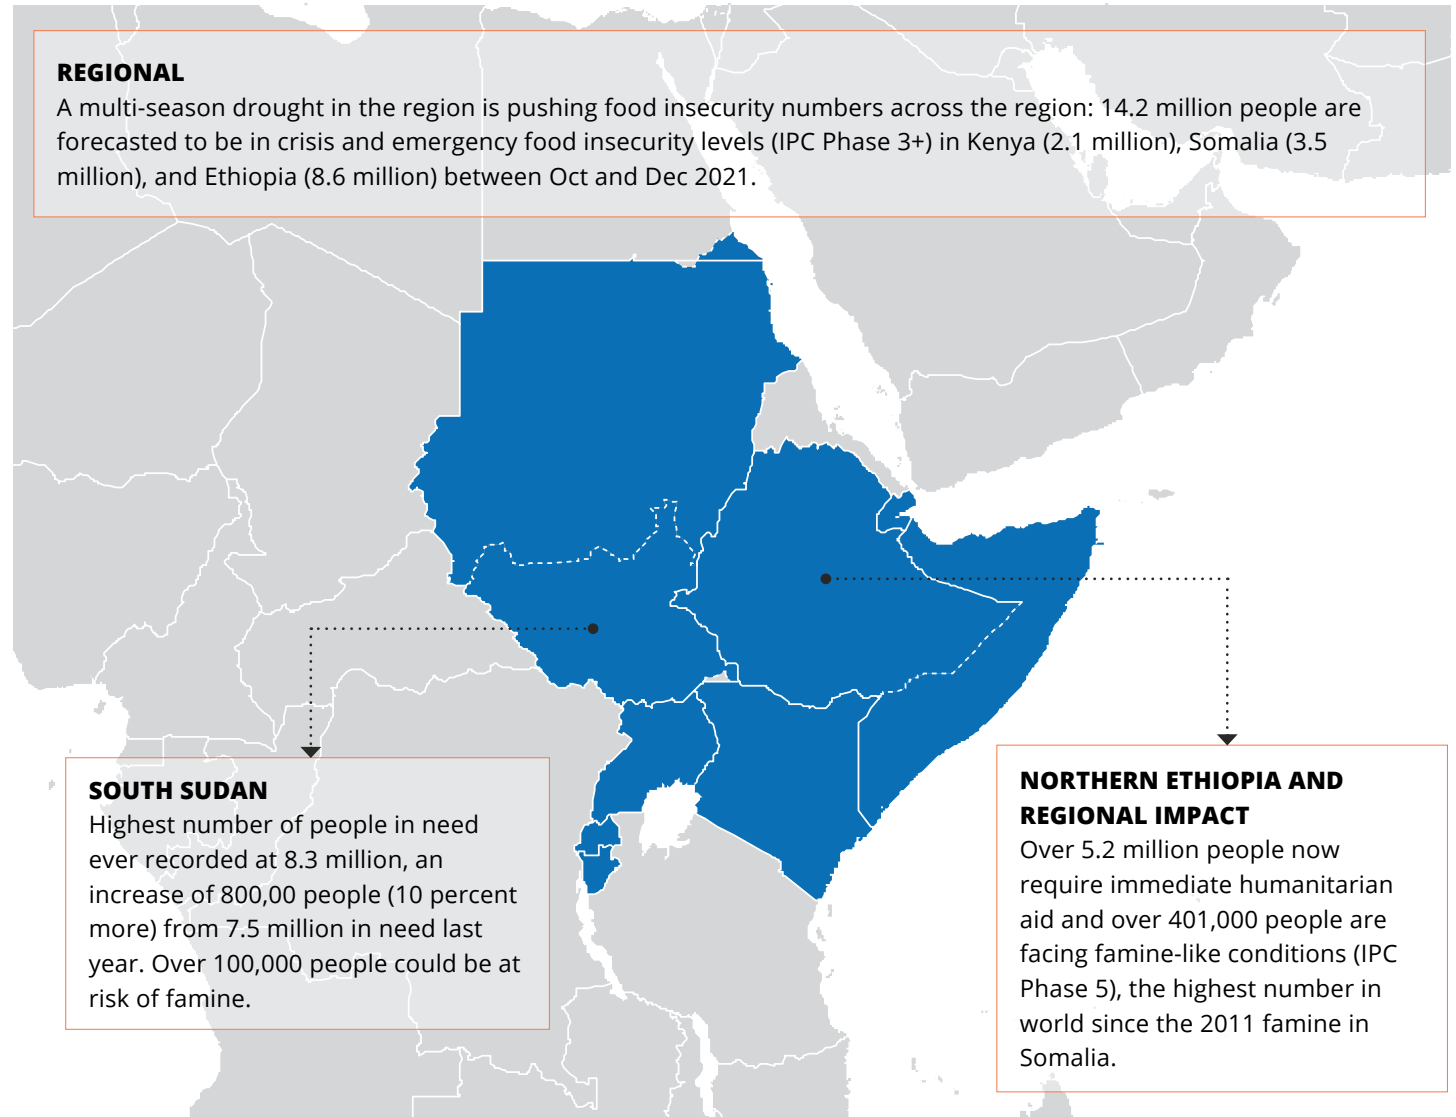 REGIONAL
A multi-season drought in the region is pushing food insecurity numbers across the region: 14.2 million people are
forecasted to be in crisis and emergency food insecurity levels (IPC Phase 3+) in Kenya (2.1 million), Somalia (3.5
million), and Ethiopia (8.6 million) between Oct and Dec 2021.
SOUTH SUDAN
Highest number of people in need
ever recorded at 8.3 million, an
increase of 800,00 people (10 percent
more) from 7.5 million in need last
year. Over 100,000 people could be at
risk of famine.
NORTHERN ETHIOPIA AND
REGIONAL IMPACT
Over 5.2 million people now
require immediate humanitarian
aid and over 401,000 people are
facing famine-like conditions (IPC
Phase 5), the highest number in
world since the 2011 famine in
Somalia.